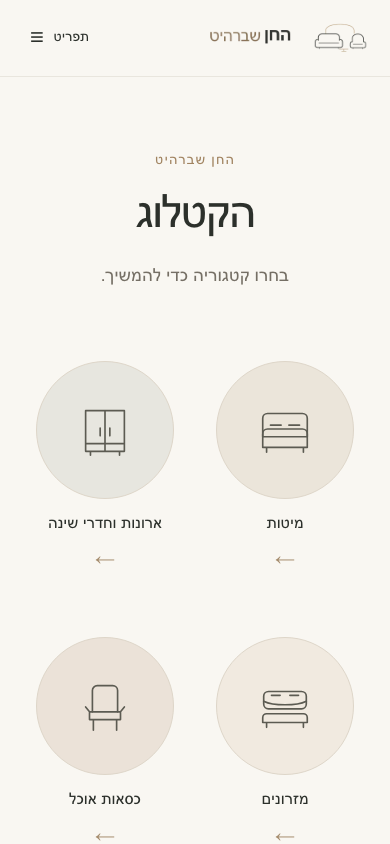 החן שברהיט
תפריט
החן שברהיט
הקטלוג
בחרו קטגוריה כדי להמשיך.
מיטות
ארונות וחדרי שינה
מזרונים
כסאות אוכל